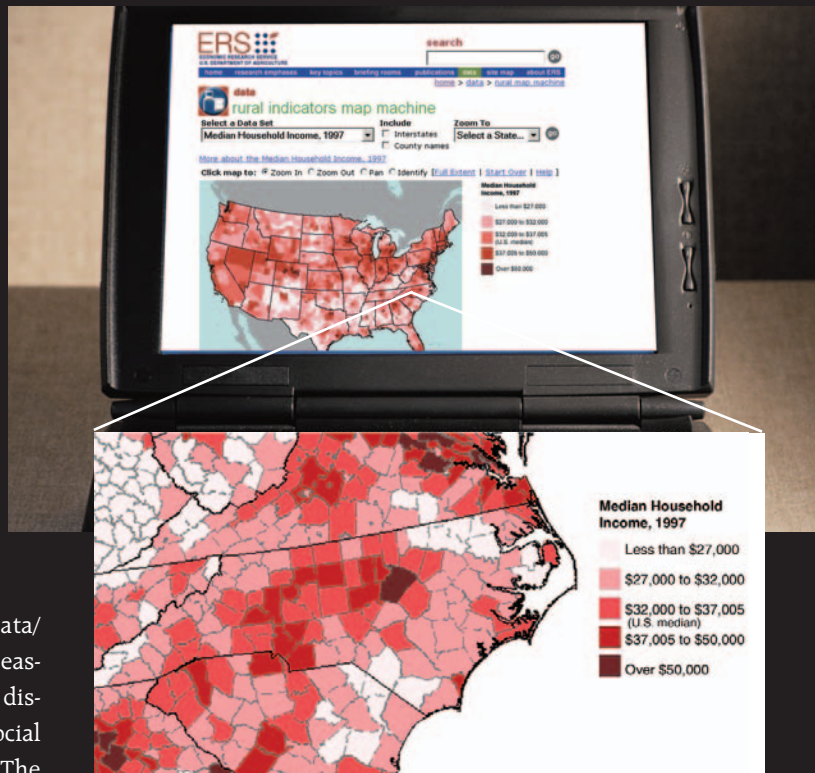 ERS
ECONOMIC RESEARCH SERVICE
U.S. DEPARTMENT OF AGRICULTURE
search
go
home research emphases key topics briefing rooms publications data site map about ERS
home > data > rural map machine
data
rural indicators map machine
Select a Data Set Include Zoom To
Median Household Income, 1997 Interstates Select a State... go
County names
More about the Median Household Income, 1997
Click map to: Zoom In Zoom Out Pan Identify [Full Extent | Start Over | Help ]
Median Household
Income, 1997
Less than $27,000
$27,000 to $32,000
$32,000 to $37,005
(U.S. median)
$37,005 to $50,000
Over $50,000
Median Household
Income, 1997
Less than $27,000
$27,000 to $32,000
$32,000 to $37,005
(U.S. median)
$37,005 to $50,000
Over $50,000
ata/
eas-
dis-
ocial
The